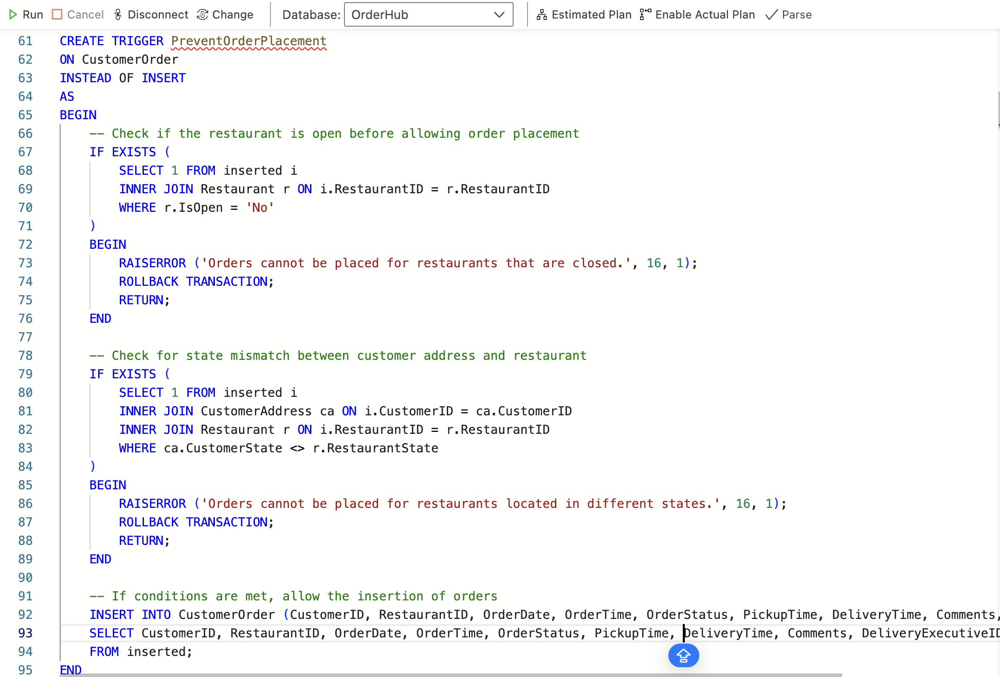 Run Cancel Disconnect Change Database: OrderHub Estimated Plan Enable Actual Plan Parse
61 CREATE TRIGGER PreventOrderPlacement
62 ON CustomerOrder
63 INSTEAD OF INSERT
64 AS
65 BEGIN
66 -- Check if the restaurant is open before allowing order placement
67 IF EXISTS (
68 SELECT 1 FROM inserted i
69 INNER JOIN Restaurant r ON i.RestaurantID = r.RestaurantID
70 WHERE r.IsOpen = 'No'
71 )
72 BEGIN
73 RAISERROR ('Orders cannot be placed for restaurants that are closed.', 16, 1);
74 ROLLBACK TRANSACTION;
75 RETURN;
76 END
77
78 -- Check for state mismatch between customer address and restaurant
79 IF EXISTS (
80 SELECT 1 FROM inserted i
81 INNER JOIN CustomerAddress ca ON i.CustomerID = ca.CustomerID
82 INNER JOIN Restaurant r ON i.RestaurantID = r.RestaurantID
83 WHERE ca.CustomerState <> r.RestaurantState
84 )
85 BEGIN
86 RAISERROR ('Orders cannot be placed for restaurants located in different states.', 16, 1);
87 ROLLBACK TRANSACTION;
88 RETURN;
89 END
90
91 -- If conditions are met, allow the insertion of orders
92 INSERT INTO CustomerOrder (CustomerID, RestaurantID, OrderDate, OrderTime, OrderStatus, PickupTime, DeliveryTime, Comments,
93 SELECT CustomerID, RestaurantID, OrderDate, OrderTime, OrderStatus, PickupTime, DeliveryTime, Comments, DeliveryExecutiveID
94 FROM inserted;
95 END